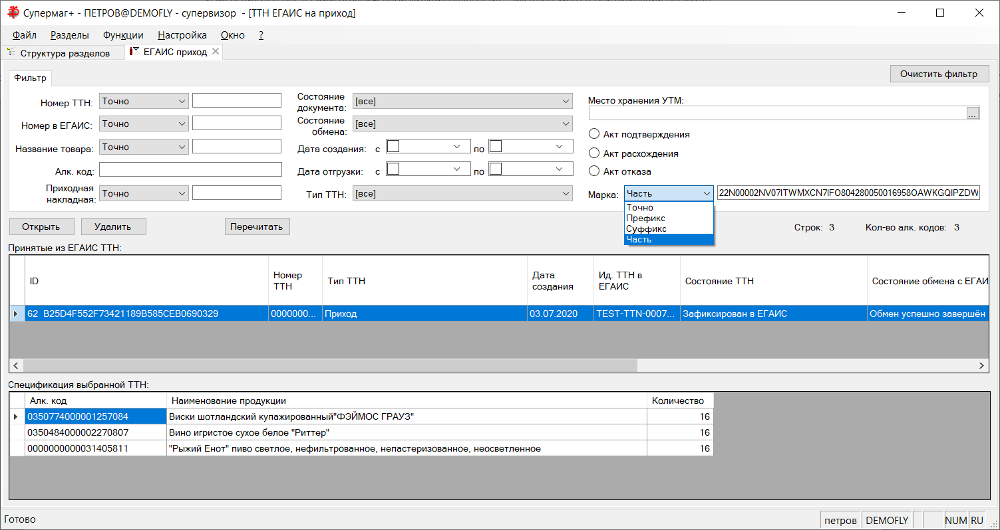 Супермаг+ - ПЕТРОВ@DEMOFLY - супервизор - [ТТН ЕГАИС на приход]
Файл Разделы Функции Настройка Окно ?
Структура разделов ЕГАИС приход
Фильтр Очистить фильтр
Номер ТТН: Точно
Номер в ЕГАИС: Точно
Название товара: Точно
Алк. код:
Приходная
накладная: Точно
Состояние
документа: [все]
Состояние
обмена: [все]
Дата создания: с по
Дата отгрузки: с по
Тип ТТН: [все]
Место хранения УТМ:
...
Акт подтверждения
Акт расхождения
Акт отказа
Марка: Часть 22N00002NV07ITWMXCN7IFO804280050016958OAWKGQIPZDW
Точно
Префикс
Суффикс
Часть
Открыть Удалить Перечитать Строк: 3 Кол-во алк. кодов: 3
Принятые из ЕГАИС ТТН:
ID Номер ТТН Тип ТТН Дата создания Ид. ТТН в ЕГАИС Состояние ТТН Состояние обмена с ЕГАИ
62 B25D4F552F73421189B585CEB0690329 0000000... Приход 03.07.2020 TEST-TTN-0007... Зафиксирован в ЕГАИС Обмен успешно завершён
Спецификация выбранной ТТН:
Алк. код Наименование продукции Количество
0350774000001257084 Виски шотландский купажированный"ФЭЙМОС ГРАУЗ" 16
0350484000002270807 Вино игристое сухое белое "Риттер" 16
0000000000031405811 "Рыжий Енот" пиво светлое, нефильтрованное, непастеризованное, неосветленное 16
Готово петров DEMOFLY NUM RU